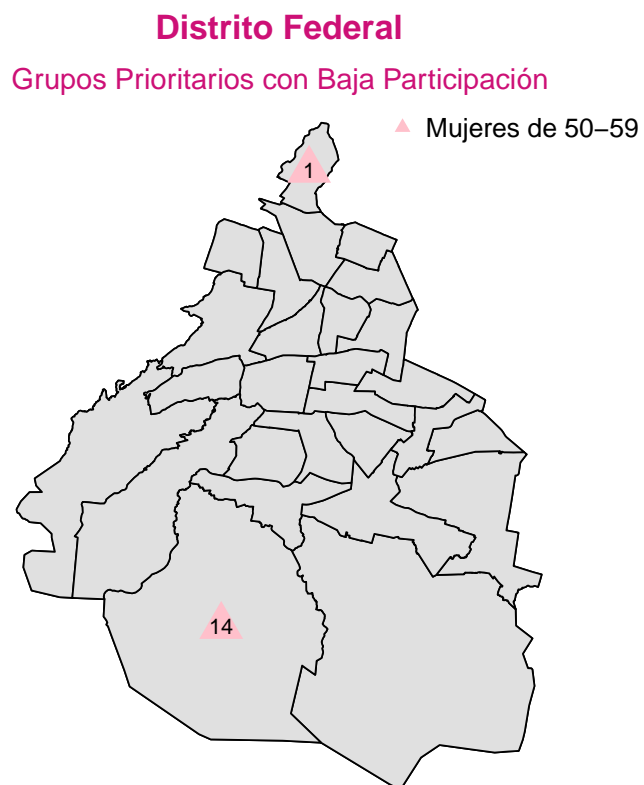 Distrito Federal
Grupos Prioritarios con Baja Participación
Mujeres de 50−59
1
14